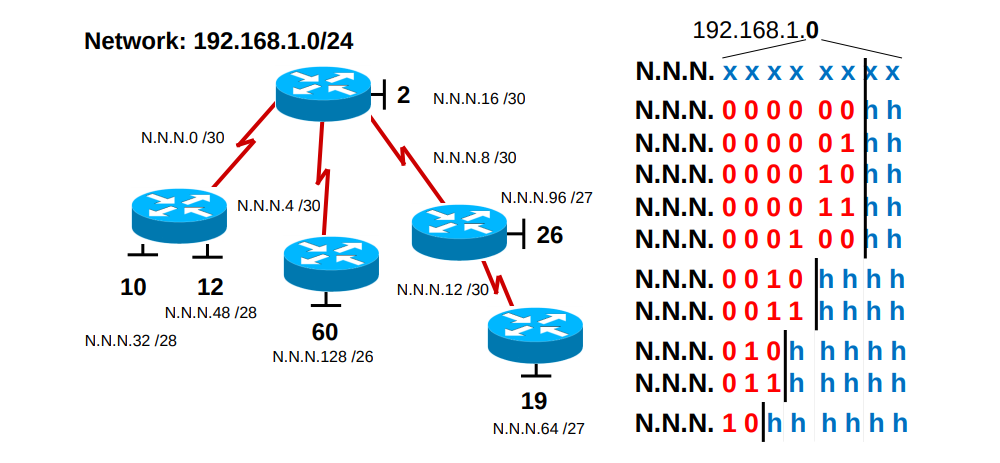 Network: 192.168.1.0/24
2
N.N.N.16 /30
N.N.N.0 /30
N.N.N.8 /30
N.N.N.4 /30
N.N.N.96 /27
26
10
12
N.N.N.48 /28
N.N.N.32 /28
60
N.N.N.128 /26
N.N.N.12 /30
19
N.N.N.64 /27
192.168.1.0
N.N.N. x x x x x x x x
N.N.N. 0 0 0 0 0 0 h h
N.N.N. 0 0 0 0 0 1 h h
N.N.N. 0 0 0 0 1 0 h h
N.N.N. 0 0 0 0 1 1 h h
N.N.N. 0 0 0 1 0 0 h h
N.N.N. 0 0 1 0 h h h h
N.N.N. 0 0 1 1 h h h h
N.N.N. 0 1 0 h h h h h
N.N.N. 0 1 1 h h h h h
N.N.N. 1 0 h h h h h h